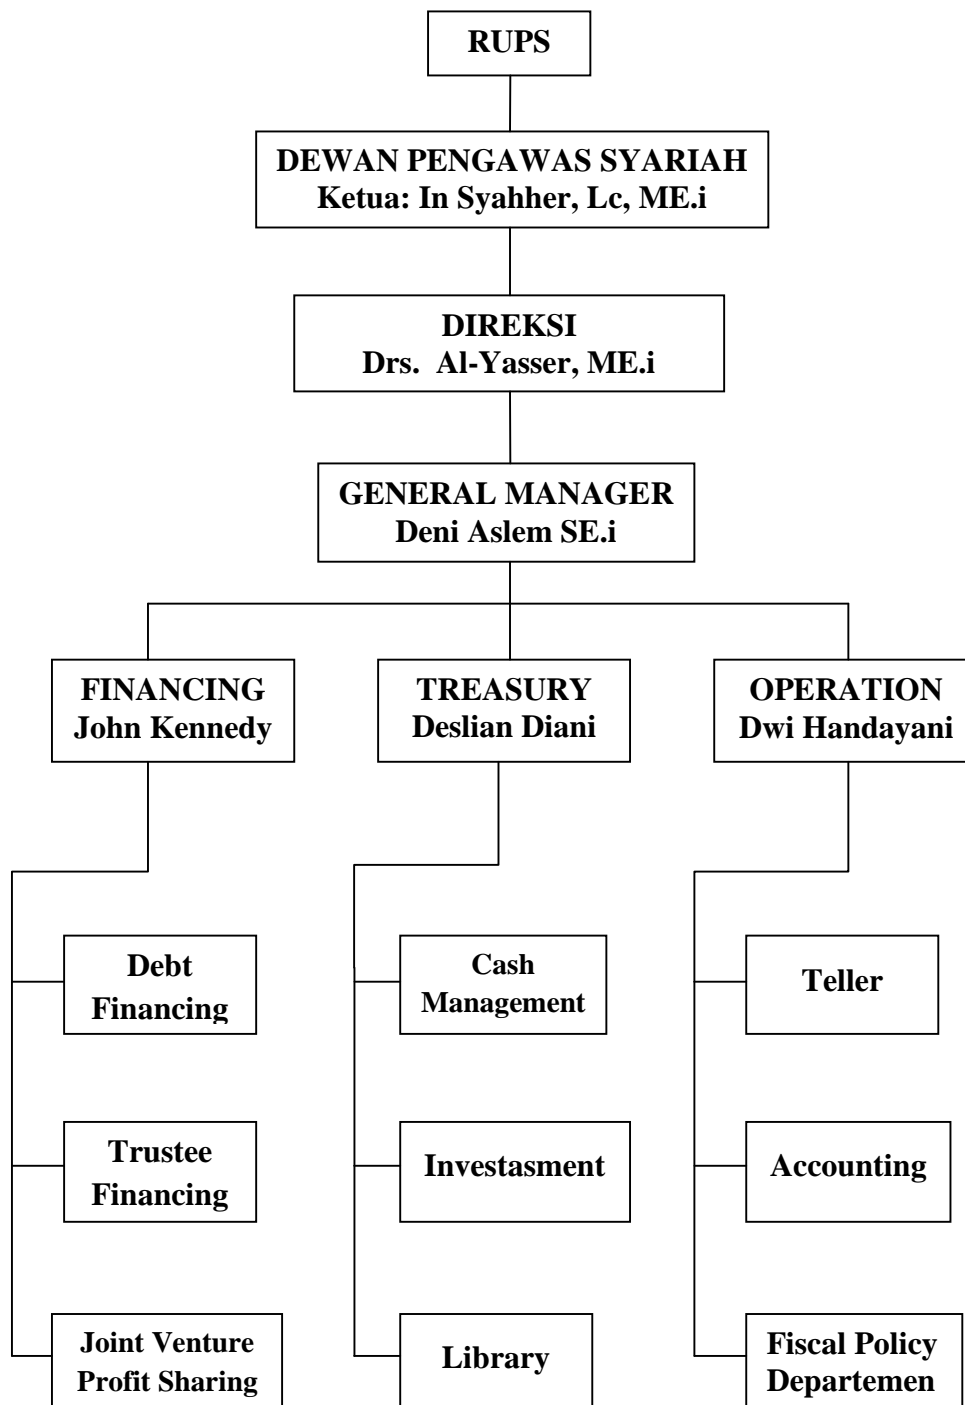 RUPS
DEWAN PENGAWAS SYARIAH
Ketua: In Syahher, Lc, ME.i
DIREKSI
Drs. Al-Yasser, ME.i
GENERAL MANAGER
Deni Aslem SE.i
FINANCING
John Kennedy
TREASURY
Deslian Diani
OPERATION
Dwi Handayani
Debt
Financing
Cash
Management
Teller
Trustee
Financing
Investasment
Accounting
Joint Venture
Profit Sharing
Library
Fiscal Policy
Departemen